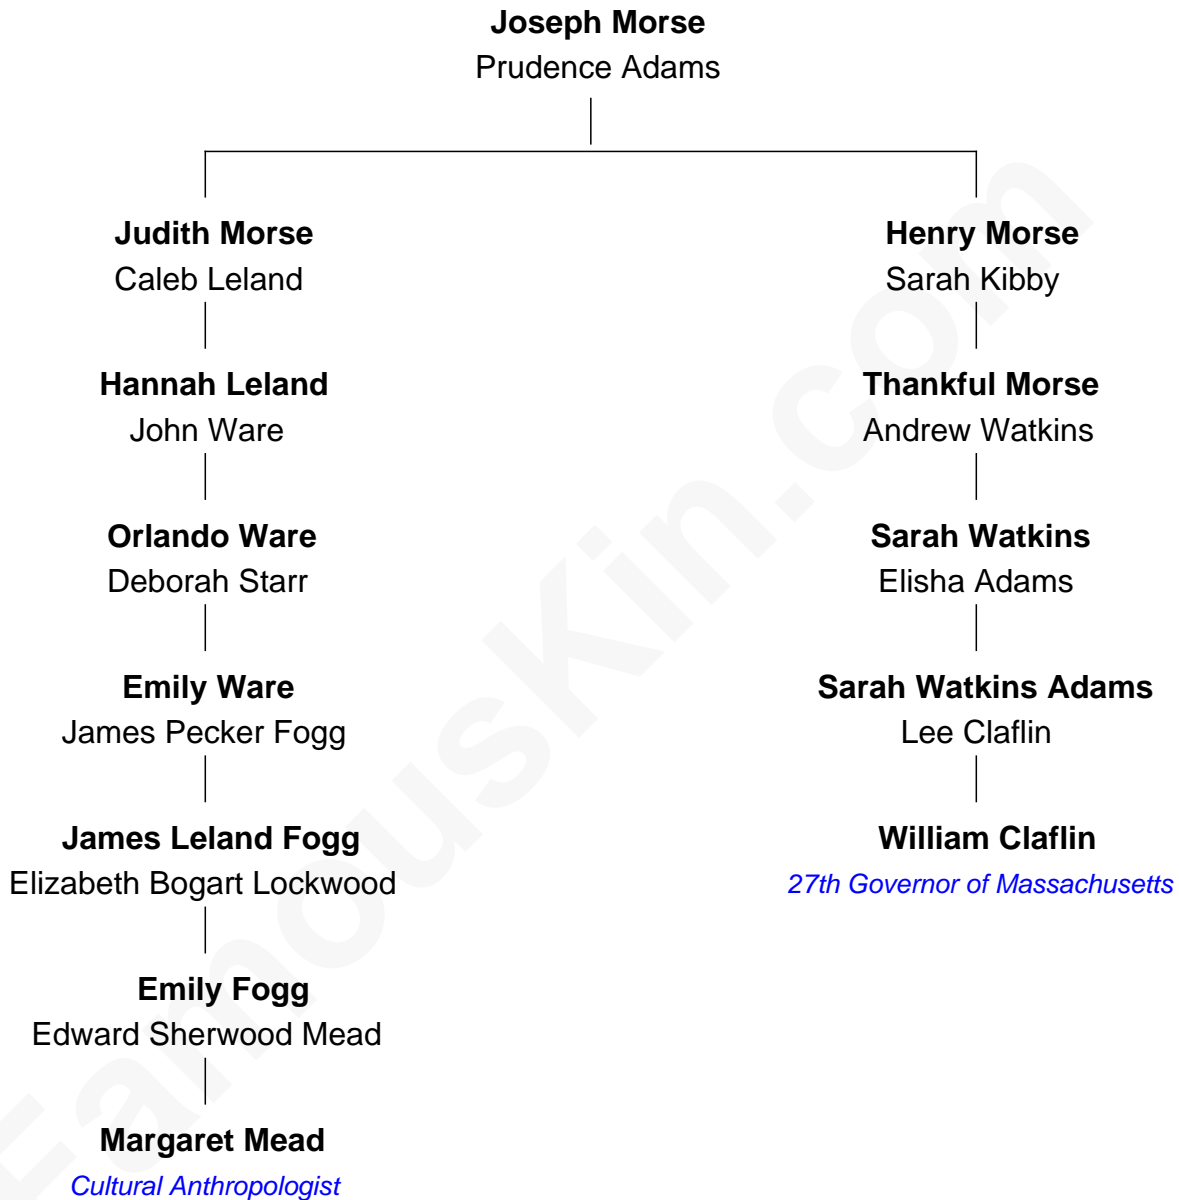 Joseph Morse
Prudence Adams
Judith Morse
Caleb Leland
Henry Morse
Sarah Kibby
Hannah Leland
John Ware
Thankful Morse
Andrew Watkins
Orlando Ware
Deborah Starr
Sarah Watkins
Elisha Adams
Emily Ware
James Pecker Fogg
Sarah Watkins Adams
Lee Claflin
James Leland Fogg
Elizabeth Bogart Lockwood
William Claflin
27th Governor of Massachusetts
Emily Fogg
Edward Sherwood Mead
Margaret Mead
Cultural Anthropologist
FamousKin.com